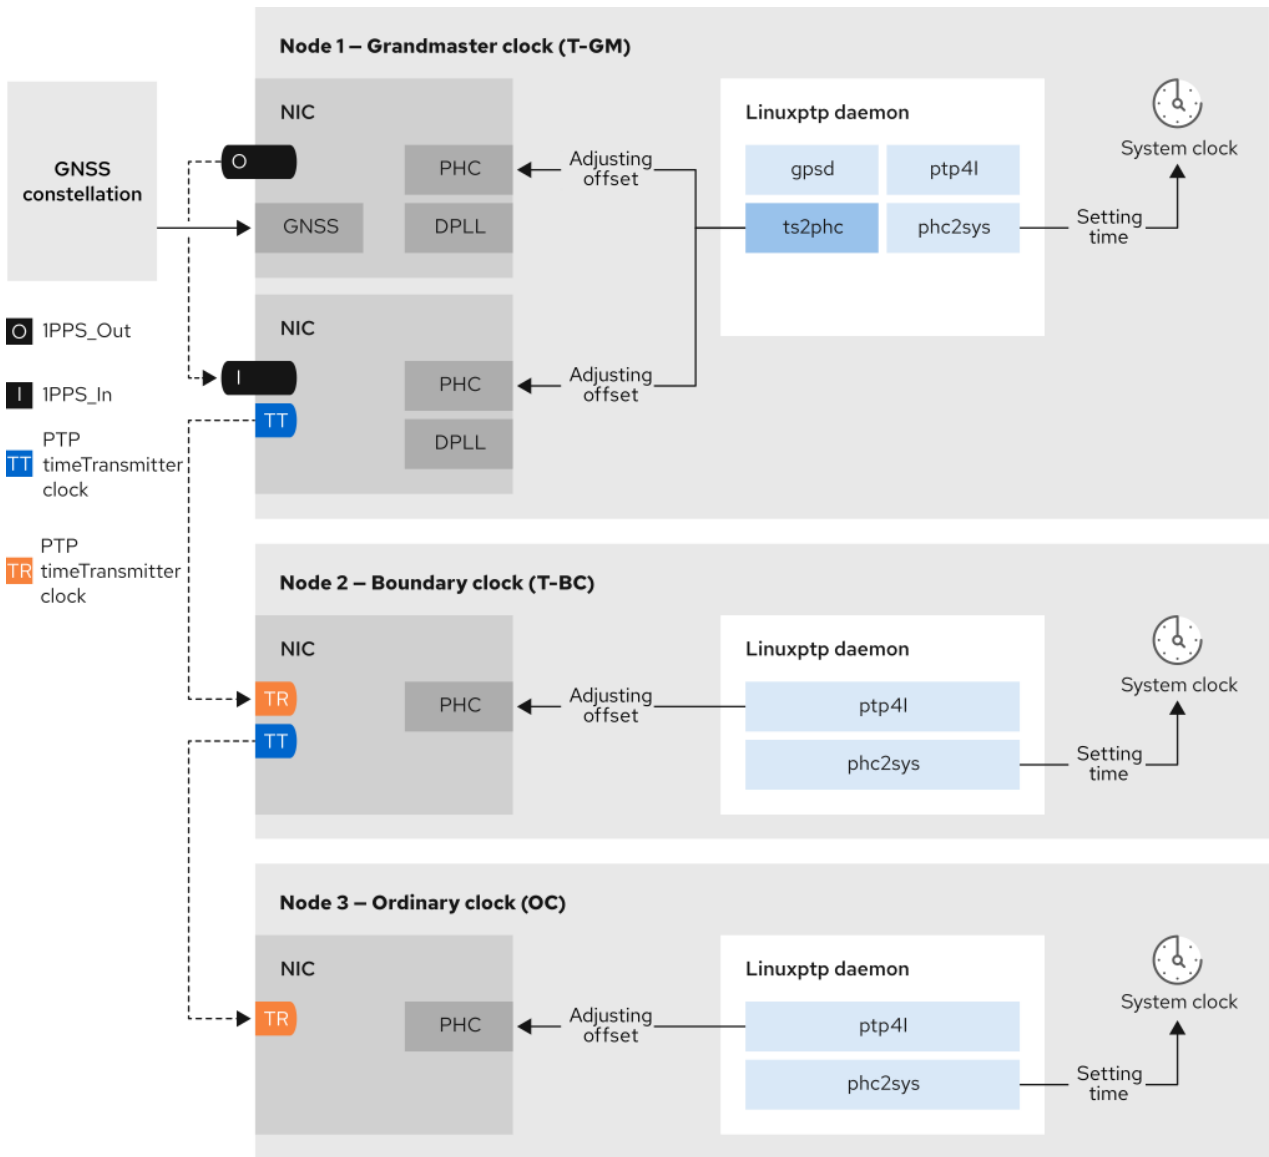 Node 1 – Grandmaster clock (T-GM)
GNSS
constellation
NIC
O
PHC
GNSS
DPLL
Adjusting
offset
Linuxptp daemon
gpsd
ptp4l
ts2phc
phc2sys
Setting
time
System clock
NIC
I
TT
PHC
DPLL
Adjusting
offset
O 1PPS_Out
I 1PPS_In
PTP
TT timeTransmitter
clock
PTP
TR timeTransmitter
clock
Node 2 – Boundary clock (T-BC)
NIC
TR
TT
PHC
Adjusting
offset
Linuxptp daemon
ptp4l
phc2sys
Setting
time
System clock
Node 3 – Ordinary clock (OC)
NIC
TR
PHC
Adjusting
offset
Linuxptp daemon
ptp4l
phc2sys
Setting
time
System clock